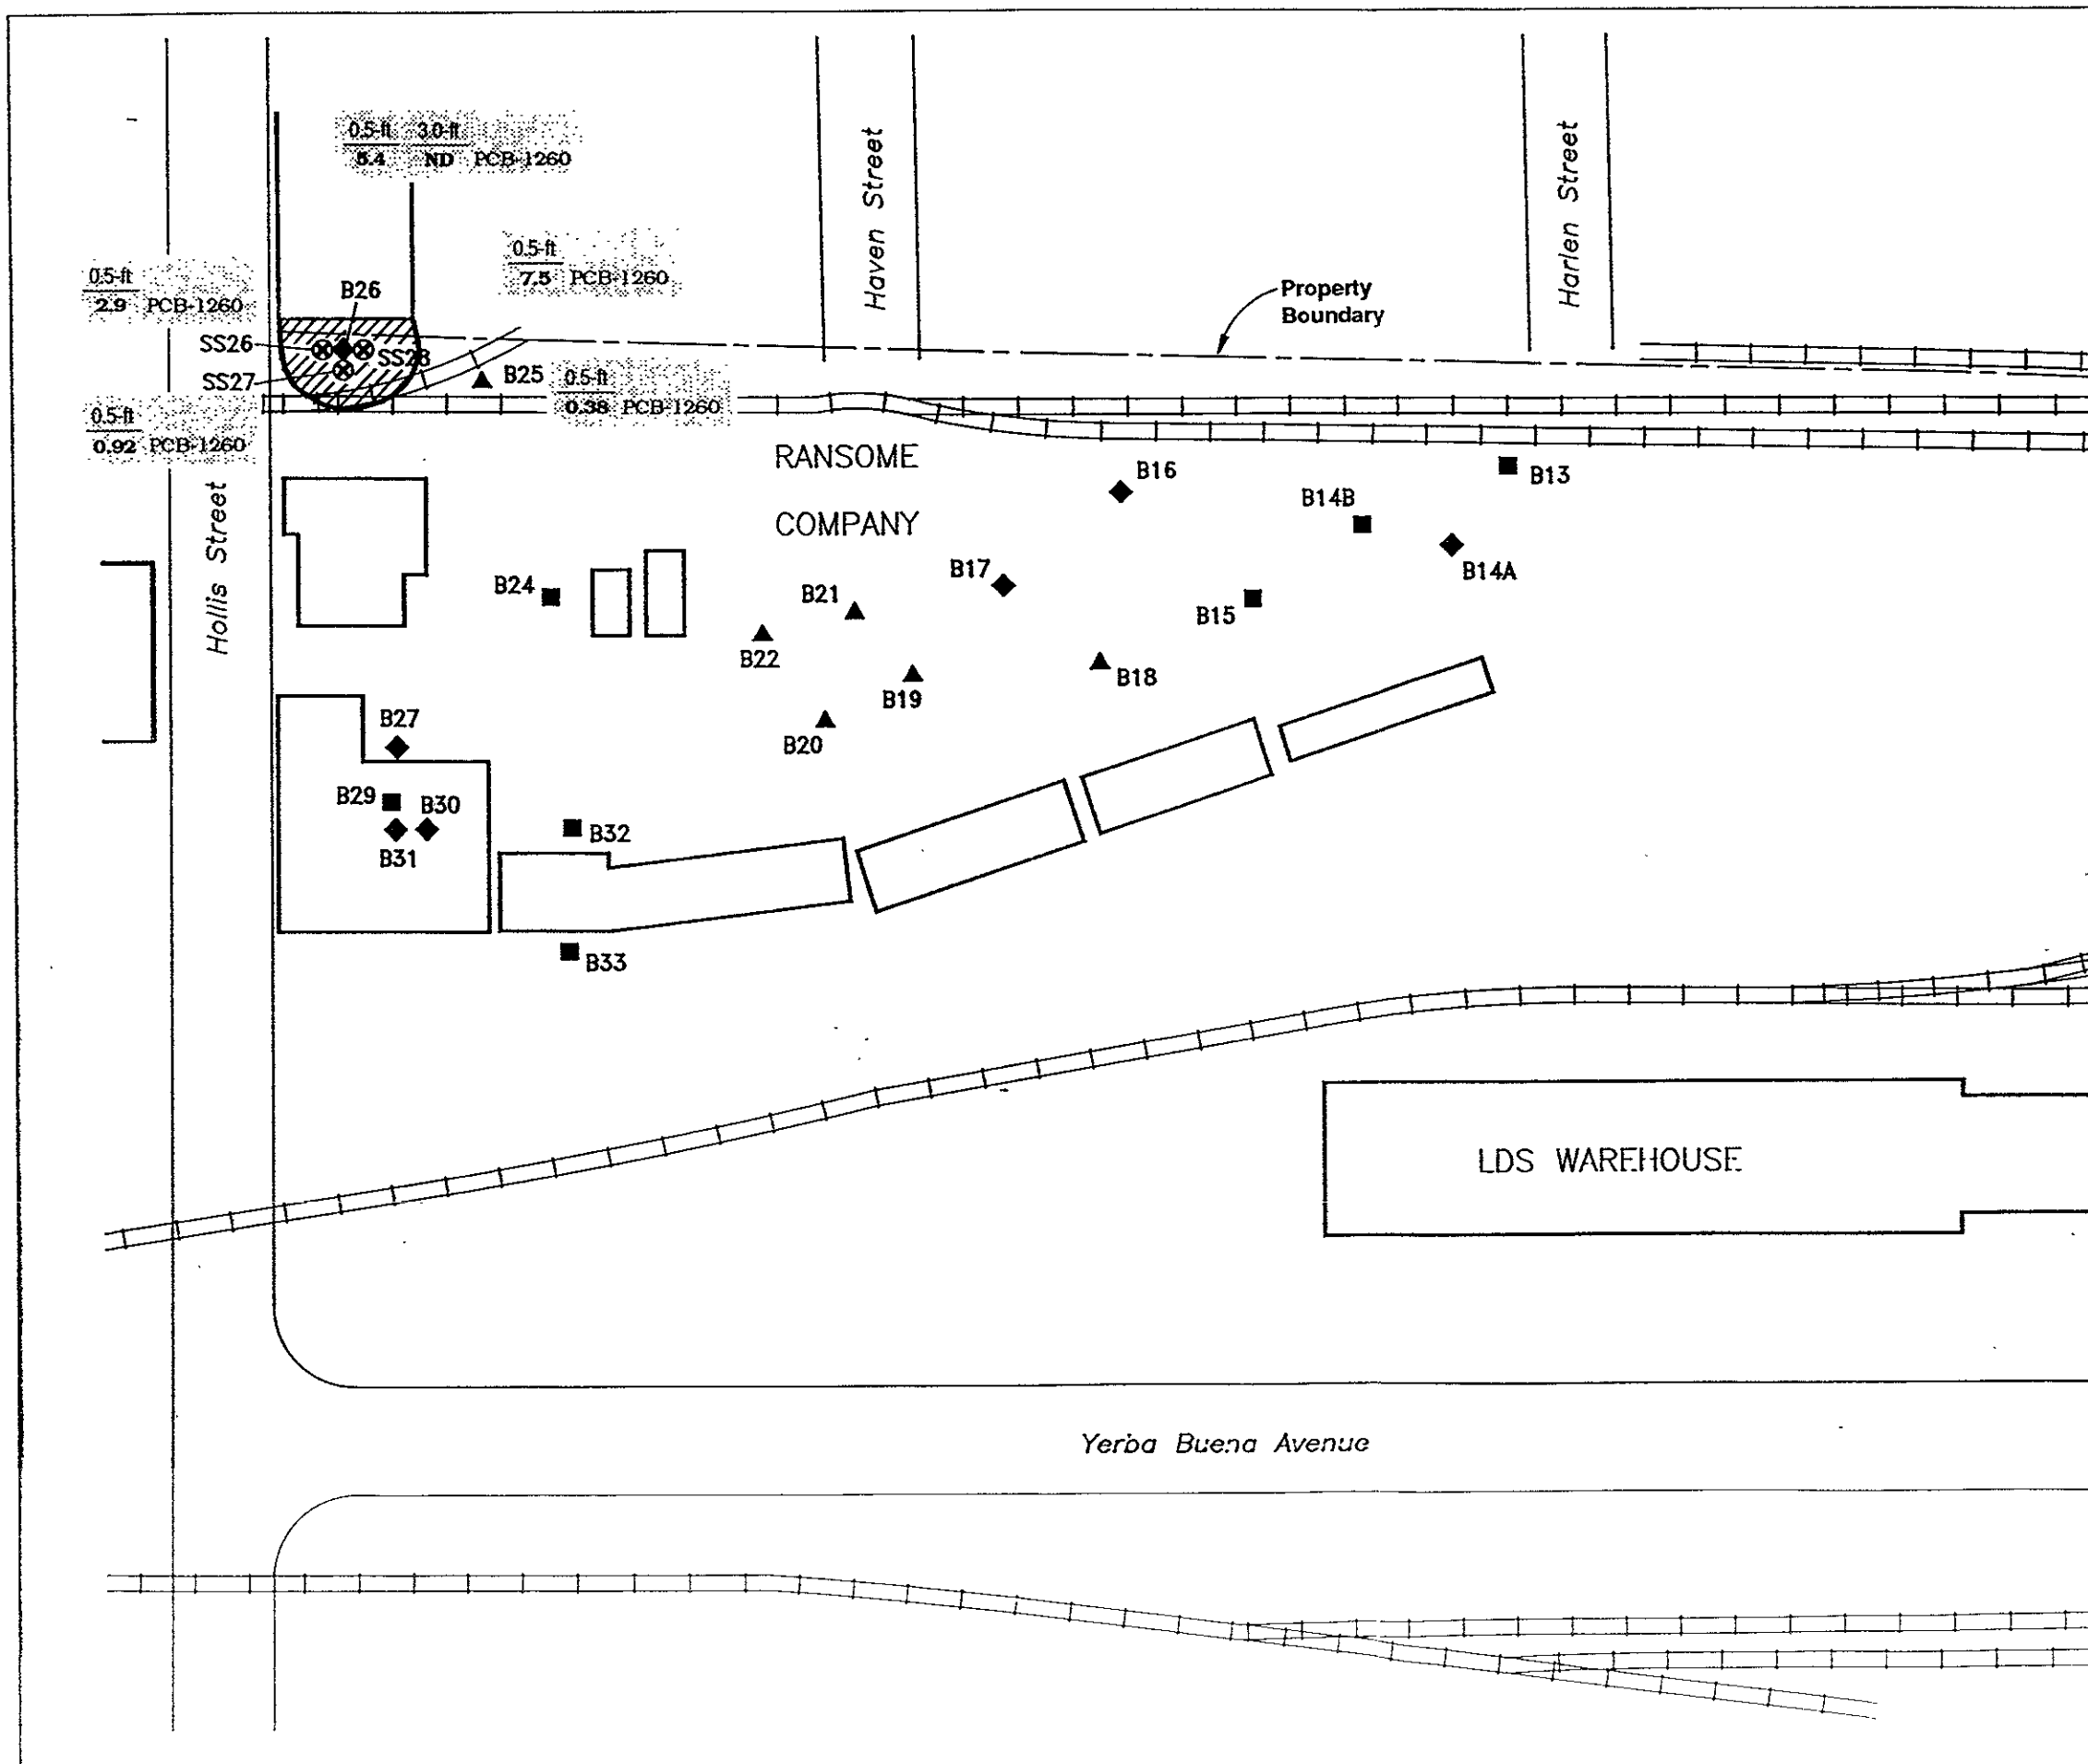 0.5-ft 3.0-ft
5.4 ND PCB-1260
Haven Street
Harlen Street
0.5-ft
7.5 PCB-1260
0.5-ft
2.9 PCB-1260
B26
Property
Boundary
SS26
SS28
SS27
B25
0.5-ft
0.38 PCB-1260
0.5-ft
0.92 PCB-1260
RANSOME
COMPANY
B16
B13
B14B
B14A
Hollis Street
B24
B21
B17
B15
B22
B19
B18
B20
B27
B29
B30
B31
B32
B33
LDS WAREHOUSE
Yerba Buena Avenue